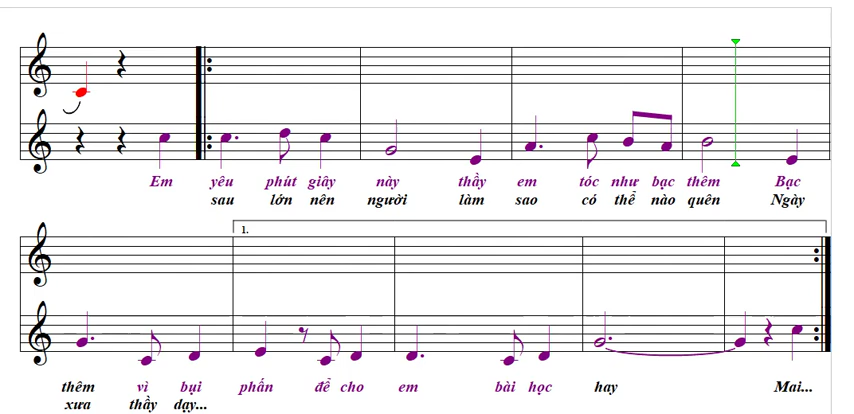 Em yêu phút giây này thầy em tóc như bạc thêm Bạc
sau lớn nên người làm sao có thể nào quên Ngày
1.
thêm vì bụi phấn để cho em bài học hay Mai...
xưa thầy dạy...